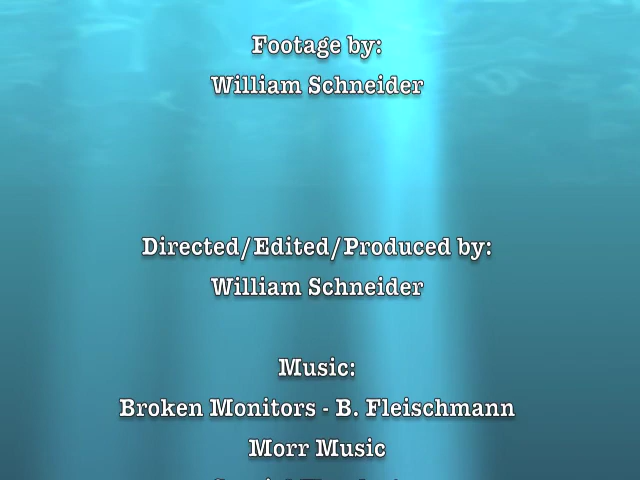 Footage by:
William Schneider
Directed/Edited/Produced by:
William Schneider
Music:
Broken Monitors - B. Fleischmann
Morr Music